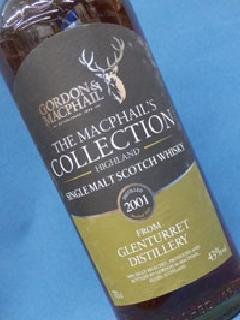 GORDON &
MACPHAIL
THE MACPHAIL'S
COLLECTION
HIGHLAND
SINGLE MALT SCOTCH WHISKY
DISTILLED
2001
FROM
GLENTURRET
DISTILLERY
43%